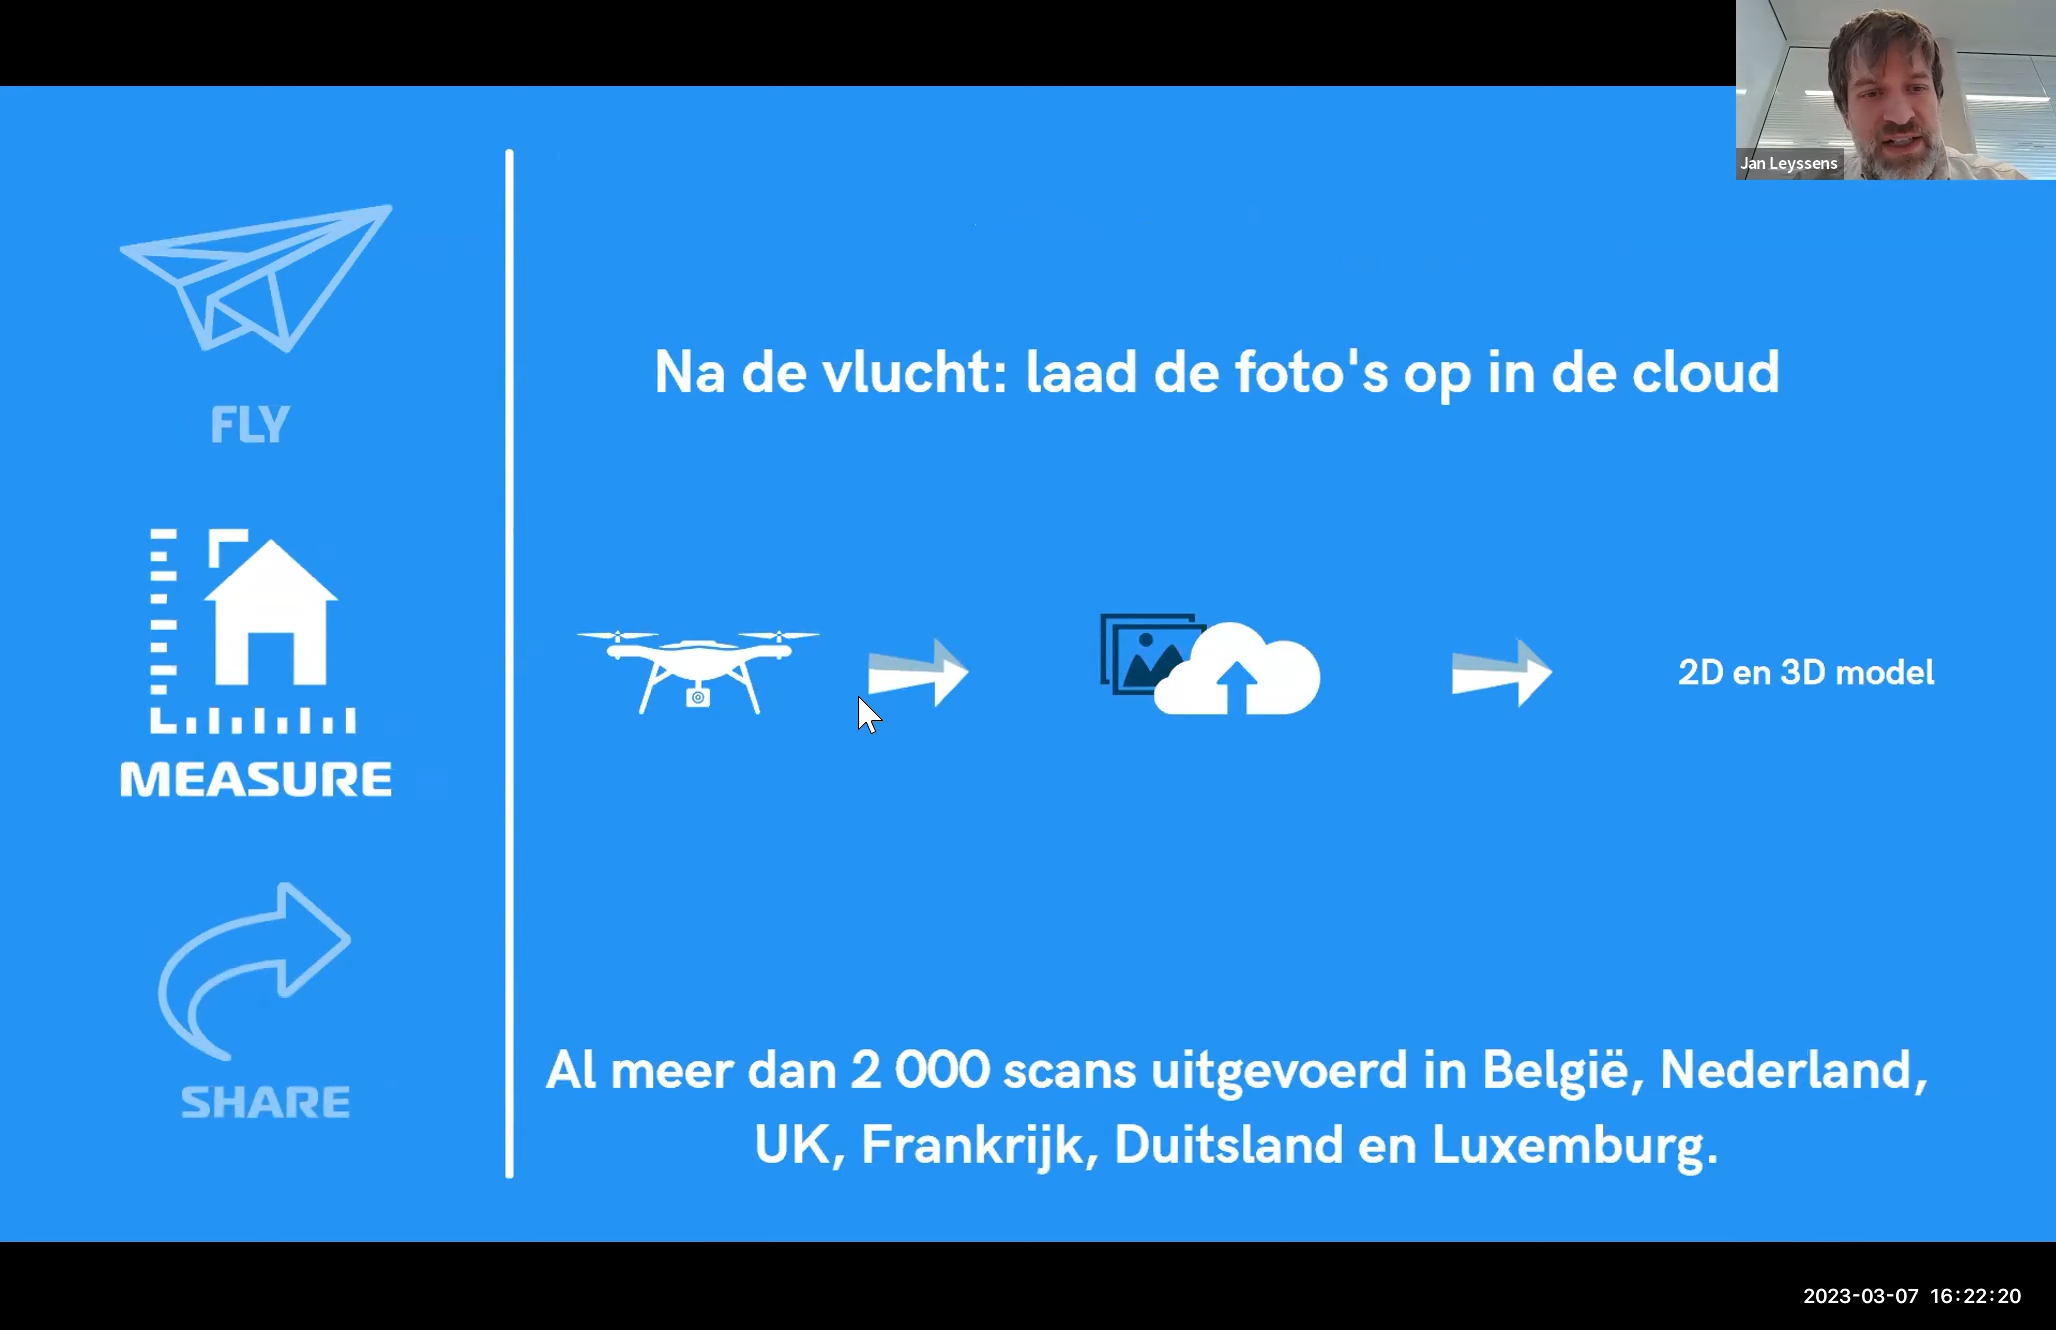 Jan Leyssens
FLY
MEASURE
SHARE
Na de vlucht: laad de foto's op in de cloud
2D en 3D model
Al meer dan 2 000 scans uitgevoerd in België, Nederland,
UK, Frankrijk, Duitsland en Luxemburg.
2023-03-07 16:22:20